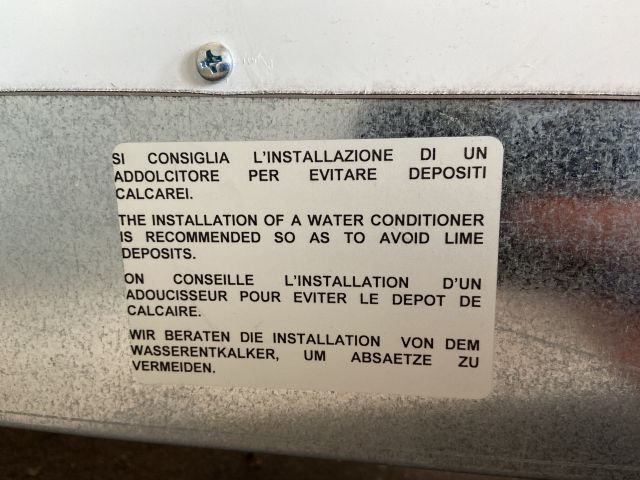 SI CONSIGLIA L'INSTALLAZIONE DI UN
ADDOLCITORE PER EVITARE DEPOSITI
CALCAREI.
THE INSTALLATION OF A WATER CONDITIONER
IS RECOMMENDED SO AS TO AVOID LIME
DEPOSITS.
ON CONSEILLE L'INSTALLATION D'UN
ADOUCISSEUR POUR EVITER LE DEPOT DE
CALCAIRE.
WIR BERATEN DIE INSTALLATION VON DEM
WASSERENTKALKER, UM ABSAETZE ZU
VERMEIDEN.